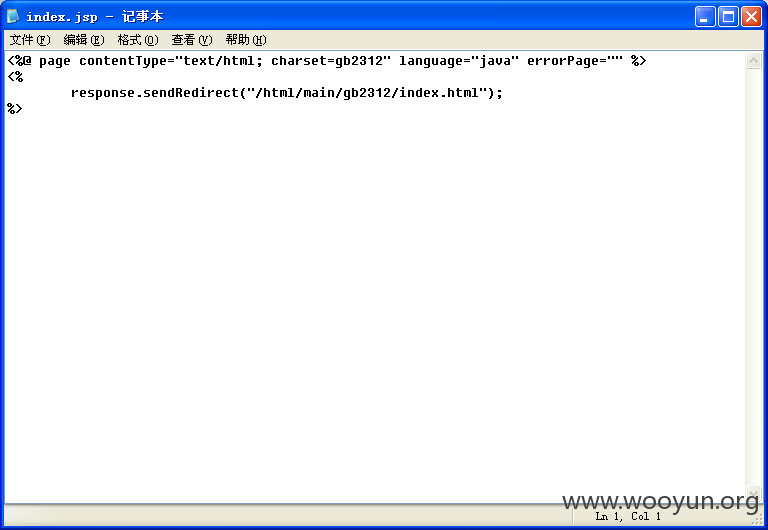 index.jsp - 记事本
文件(F) 编辑(E) 格式(O) 查看(V) 帮助(H)
<%@ page contentType="text/html; charset=gb2312" language="java" errorPage="" %>
<%
response.sendRedirect("/html/main/gb2312/index.html");
%>
www.wooyun.org
Ln 1, Col 1